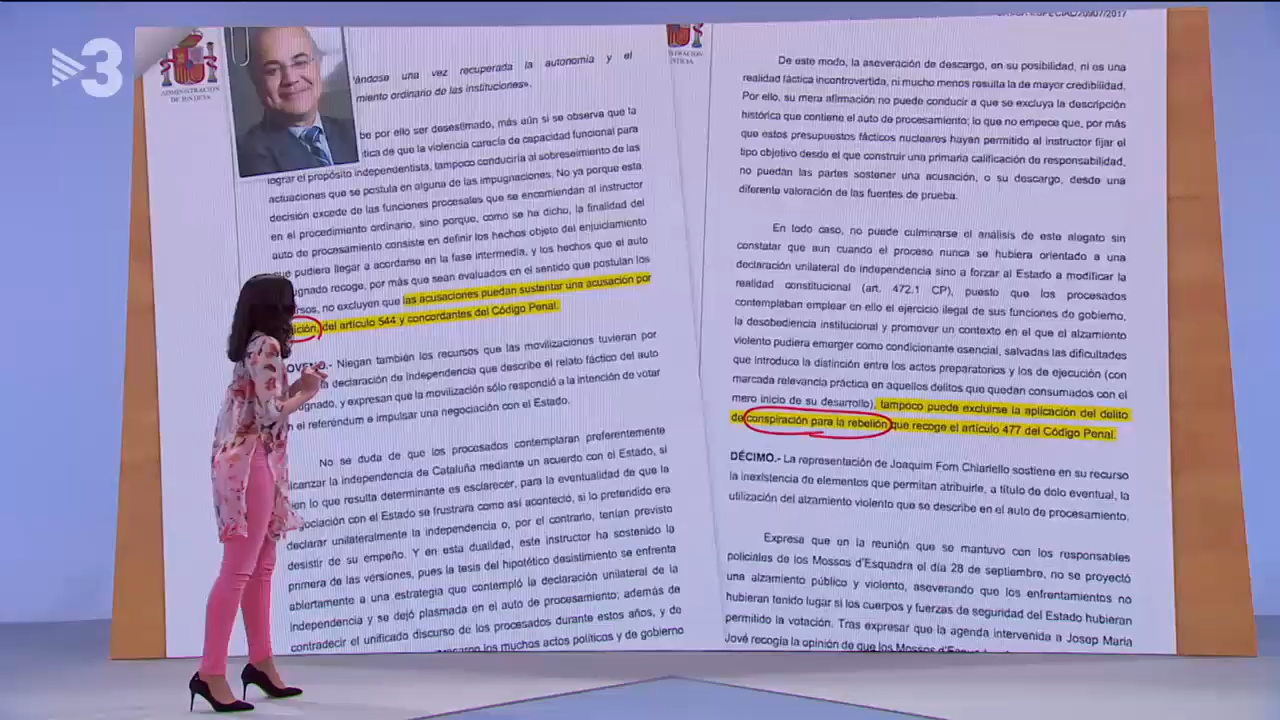 3
ADMINISTRACIÓN
DE JUSTICIA
una vez recuperada la autonomía y el
ordinario de las instituciones».
be por ello ser desestimado, más aún si se observa que la
de que la violencia carecía de capacidad funcional para
lograr el propósito independentista, tampoco conduciría al sobreseimiento de las
actuaciones que se postula en alguna de las impugnaciones. No ya porque esta
decisión excede de las funciones procesales que se encomiendan al instructor
en el procedimiento ordinario, sino porque, como se ha dicho, la finalidad del
auto de procesamiento consiste en definir los hechos objeto del enjuiciamiento
que pudiera llegar a acordarse en la fase intermedia, y los hechos que el auto
ugnado recoge, por más que sean evaluados en el sentido que postulan los
rsos, no excluyen que las acusaciones puedan sustentar una acusación por
ición, del artículo 544 y concordantes del Código Penal.
OVENO.- Niegan también los recursos que las movilizaciones tuvieran por
la declaración de independencia que describe el relato fáctico del auto
ugnado, y expresan que la movilización sólo respondió a la intención de votar
n el referéndum e impulsar una negociación con el Estado.
No se duda de que los procesados contemplaran preferentemente
lcanzar la independencia de Cataluña mediante un acuerdo con el Estado, si
ien lo que resulta determinante es esclarecer, para la eventualidad de que la
egociación con el Estado se frustrara como así aconteció, si lo pretendido era
declarar unilateralmente la independencia o, por el contrario, tenían previsto
desistir de su empeño. Y en esta dualidad, este instructor ha sostenido la
primera de las versiones, pues la tesis del hipotético desistimiento se enfrenta
abiertamente a una estrategia que contempló la declaración unilateral de la
independencia y se dejó plasmada en el auto de procesamiento; además de
contradecir el unificado discurso de los procesados durante estos años, y de
los muchos actos políticos y de gobierno
20907/2017
De este modo, la aseveración de descargo, en su posibilidad, ni es una
realidad fáctica incontrovertida, ni mucho menos resulta la de mayor credibilidad.
Por ello, su mera afirmación no puede conducir a que se excluya la descripción
histórica que contiene el auto de procesamiento; lo que no empece que, por más
que estos presupuestos fácticos nucleares hayan permitido al instructor fijar el
tipo objetivo desde el que construir una primaria calificación de responsabilidad,
no puedan las partes sostener una acusación, o su descargo, desde una
diferente valoración de las fuentes de prueba.
En todo caso, no puede culminarse el análisis de este alegato sin
constatar que aun cuando el proceso nunca se hubiera orientado a una
declaración unilateral de independencia sino a forzar al Estado a modificar la
realidad constitucional (art. 472.1 CP), puesto que los procesados
contemplaban emplear en ello el ejercicio ilegal de sus funciones de gobierno,
la desobediencia institucional y promover un contexto en el que el alzamiento
violento pudiera emerger como condicionante esencial, salvadas las dificultades
que introduce la distinción entre los actos preparatorios y los de ejecución (con
marcada relevancia práctica en aquellos delitos que quedan consumados con el
mero inicio de su desarrollo), tampoco puede excluirse la aplicación del delito
de conspiración para la rebelión que recoge el artículo 477 del Código Penal.
DÉCIMO.- La representación de Joaquim Forn Chiariello sostiene en su recurso
la inexistencia de elementos que permitan atribuirle, a título de dolo eventual, la
utilización del alzamiento violento que se describe en el auto de procesamiento.
Expresa que en la reunión que se mantuvo con los responsables
policiales de los Mossos d'Esquadra el día 28 de septiembre, no se proyectó
una alzamiento público y violento, aseverando que los enfrentamientos no
hubieran tenido lugar si los cuerpos y fuerzas de seguridad del Estado hubieran
permitido la votación. Tras expresar que la agenda intervenida a Josep Maria
Jové recogía la opinión de que los Mossos